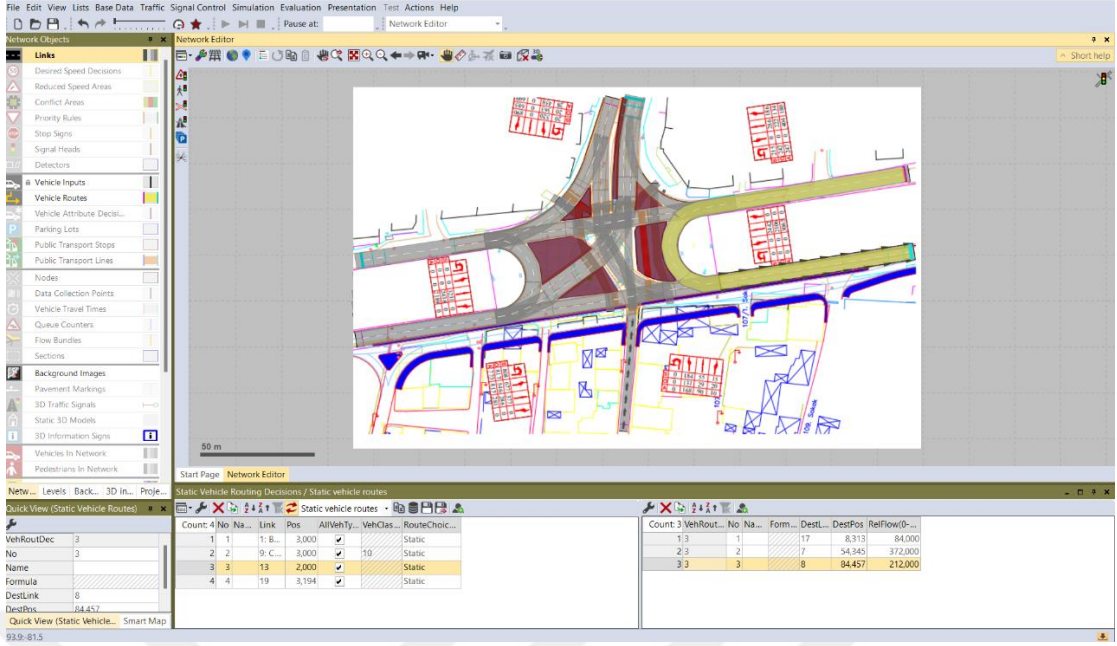 File Edit View Lists Base Data Traffic Signal Control Simulation Evaluation Presentation Test Actions Help
Pause at: Network Editor
Network Objects
Links
Desired Speed Decisions
Reduced Speed Areas
Conflict Areas
Priority Rules
Stop Signs
Signal Heads
Detectors
Vehicle Inputs
Vehicle Routes
Vehicle Attribute Decisi...
Parking Lots
Public Transport Stops
Public Transport Lines
Nodes
Data Collection Points
Vehicle Travel Times
Queue Counters
Flow Bundles
Sections
Background Images
Pavement Markings
3D Traffic Signals
Static 3D Models
3D Information Signs
Vehicles In Network
Pedestrians In Network
Netw... Levels Back... 3D in... Proje...
Network Editor
Short help
50 m
Start Page Network Editor
Quick View (Static Vehicle Routes)
VehRoutDec 3
No 3
Name
Formula
DestLink 8
DestPos 84,457
Quick View (Static Vehicle... Smart Map
Static Vehicle Routing Decisions / Static vehicle routes
Static vehicle routes
Count: 4 No Na... Link Pos AllVehTy... VehClas... RouteChoic...
1 1 1: B... 3,000 Static
2 2 9: C... 3,000 10 Static
3 3 13 2,000 Static
4 4 19 3,194 Static
Count: 3 VehRout... No Na... Form... DestL... DestPos RelFlow(0-...
1 3 1 17 8,313 84,000
2 3 2 7 54,345 372,000
3 3 3 8 84,457 212,000
93.9:-81.5